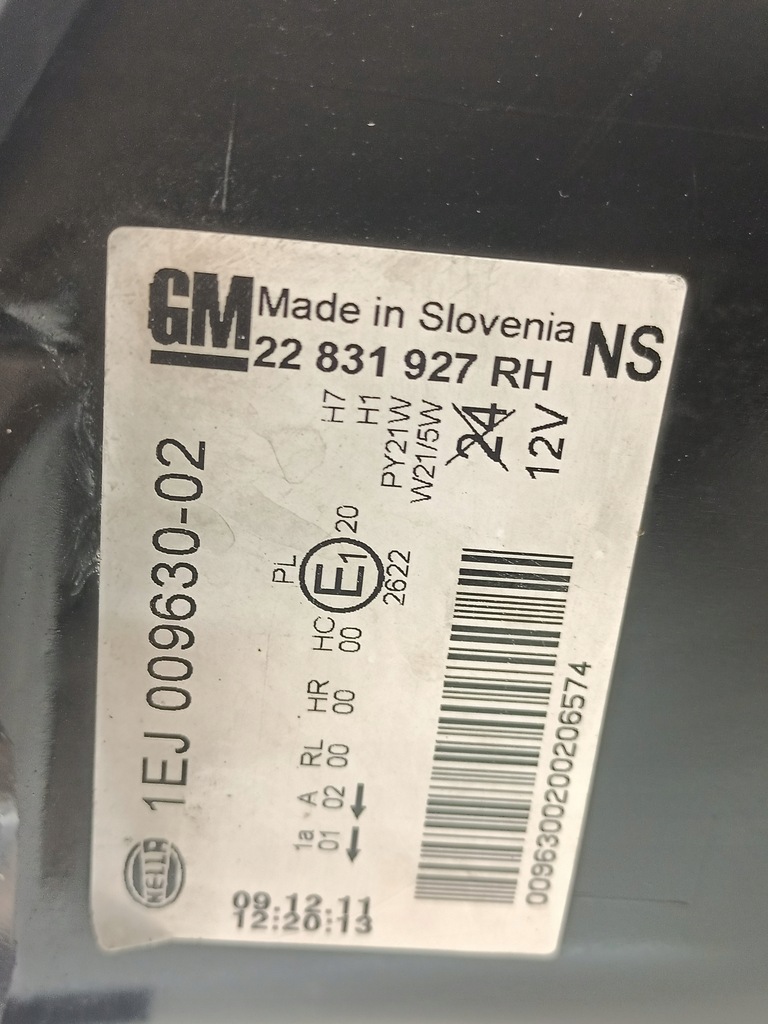 GM
Made in Slovenia
22 831 927 RH
NS
HELLA
1EJ 009630-02
H7
H1
PY21W
W21/5W
24
12V
1a A RL HR HC PL
01 02 00 00 00 E1 20
2622
0096300200206574
09.12.11
12:20:13